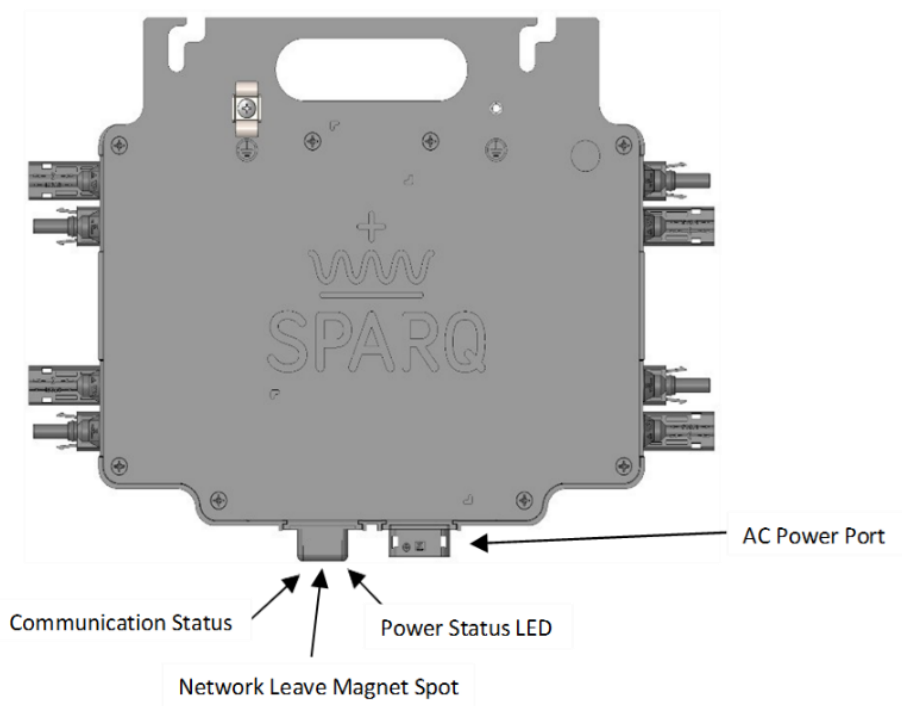 SPARQ
AC Power Port
Communication Status
Power Status LED
Network Leave Magnet Spot